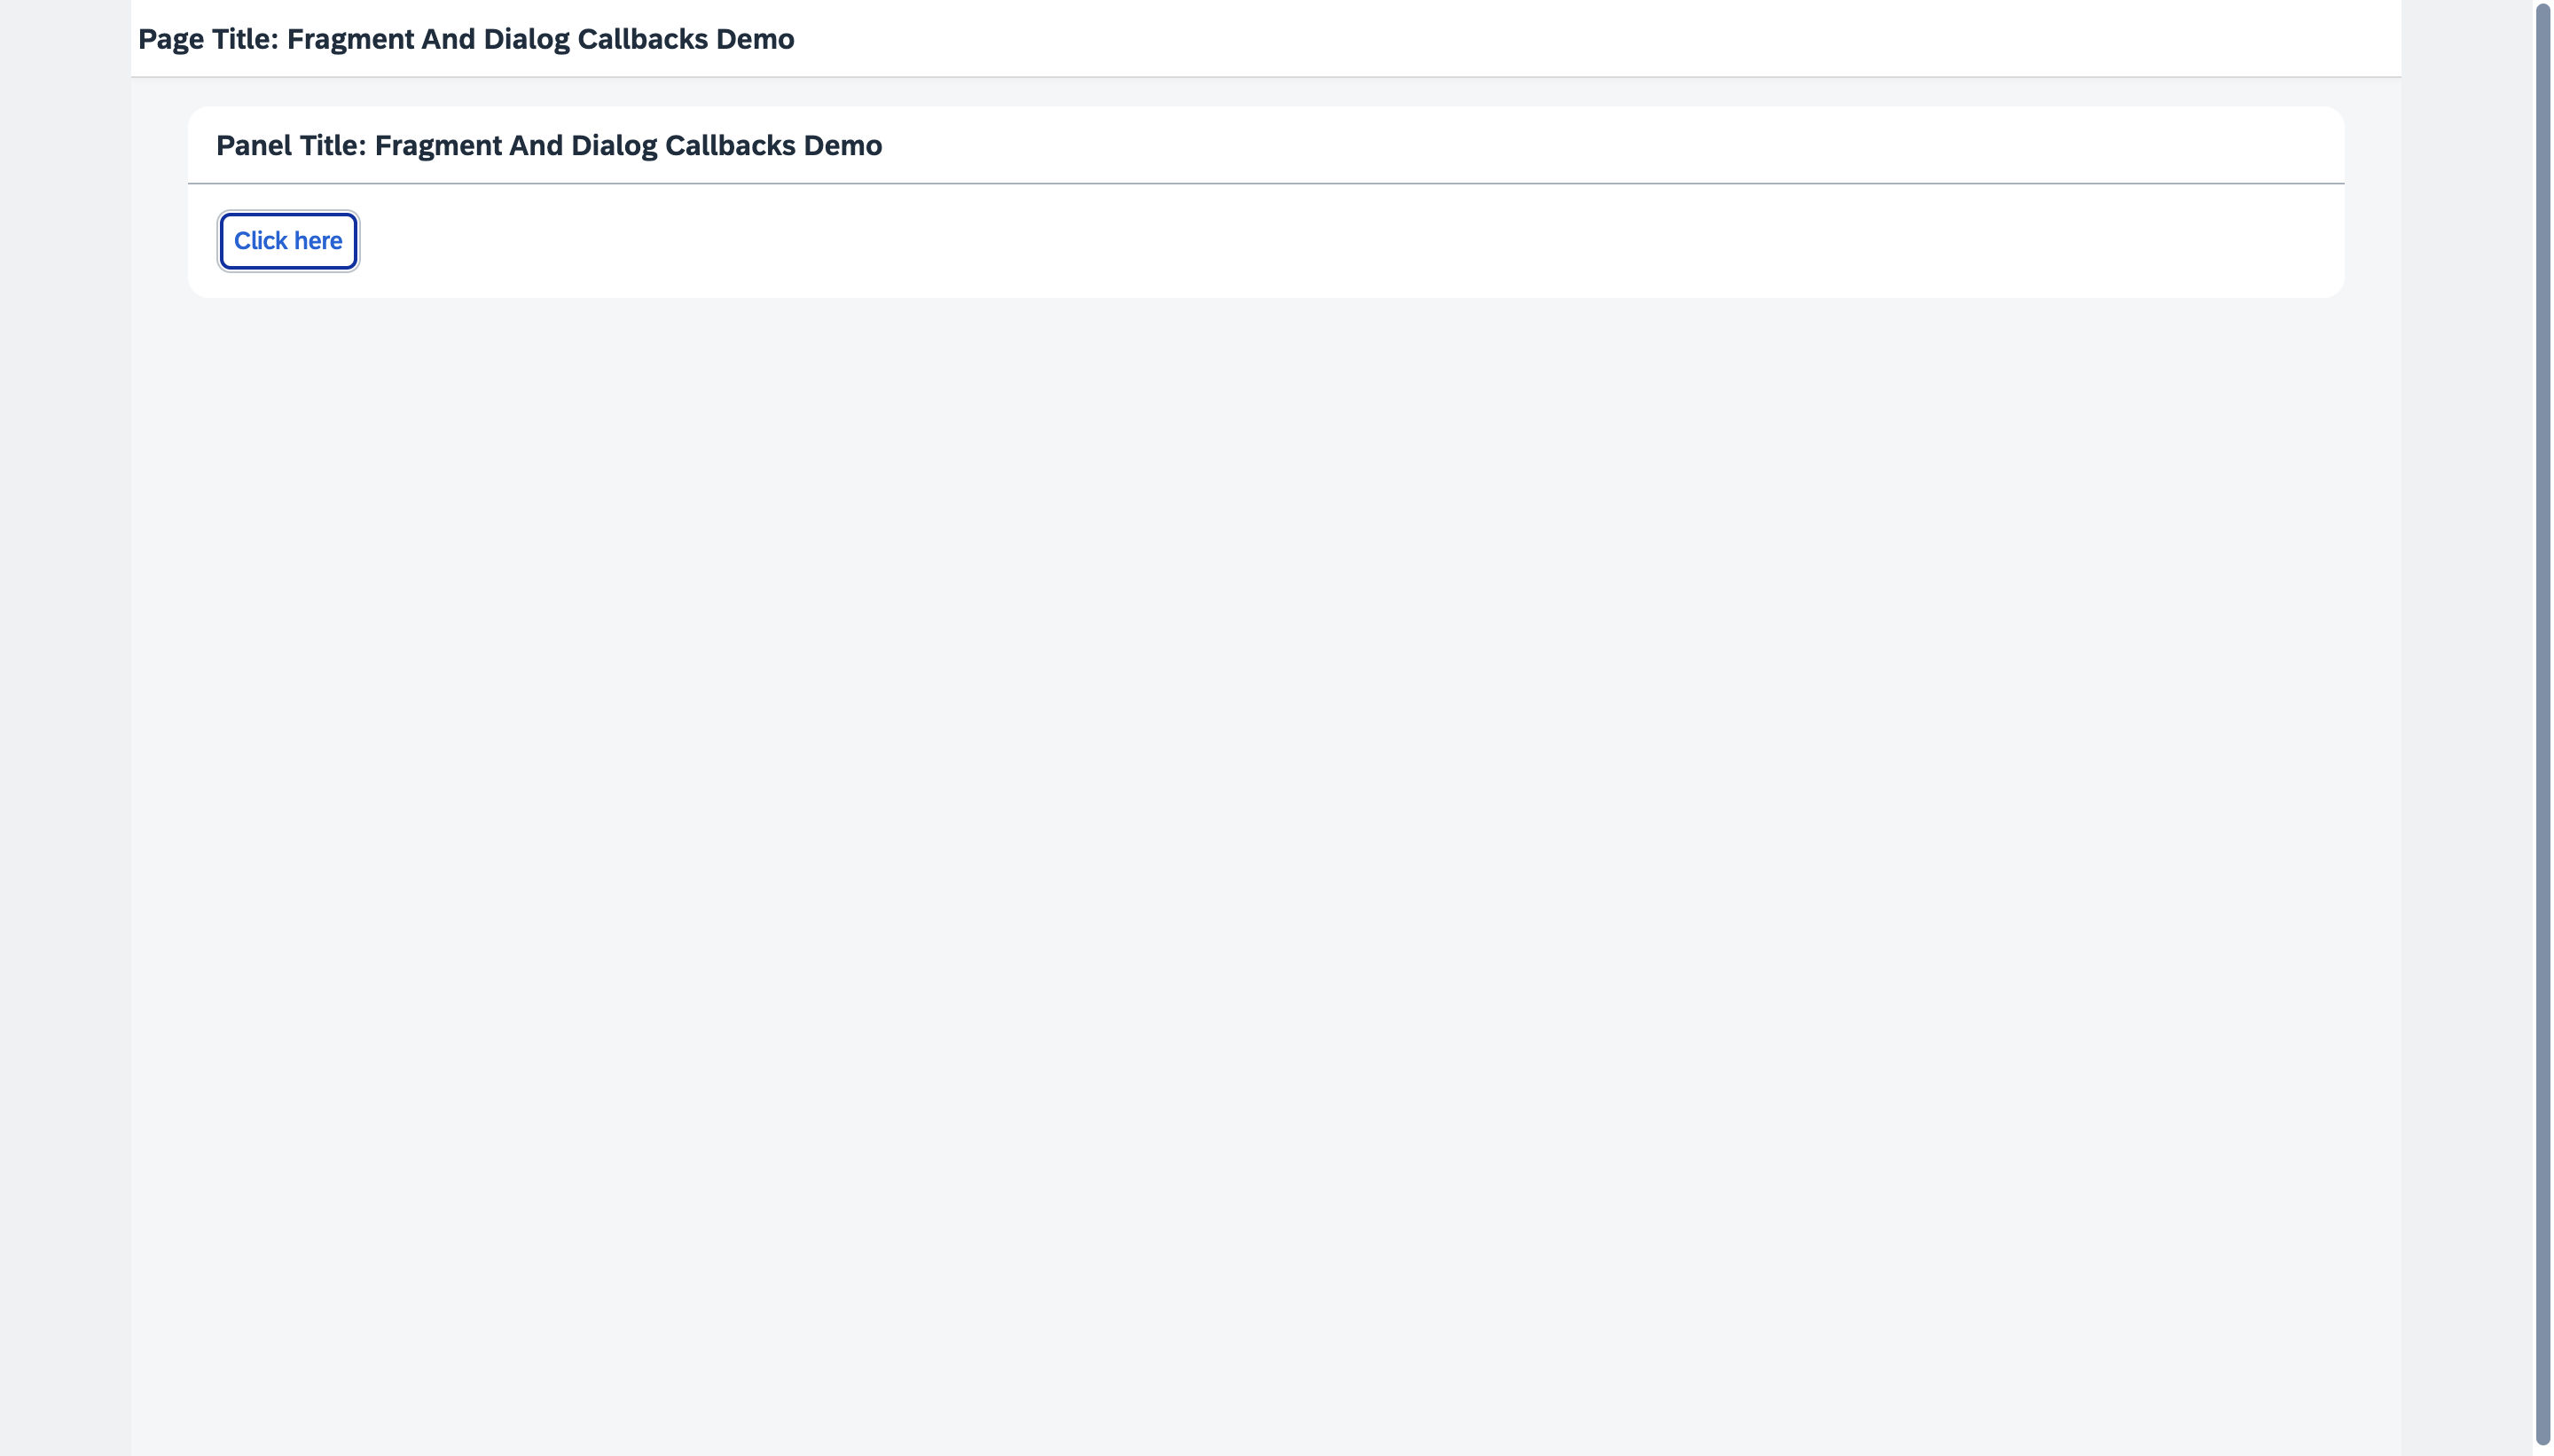 Page Title: Fragment And Dialog Callbacks Demo
Panel Title: Fragment And Dialog Callbacks Demo
Click here